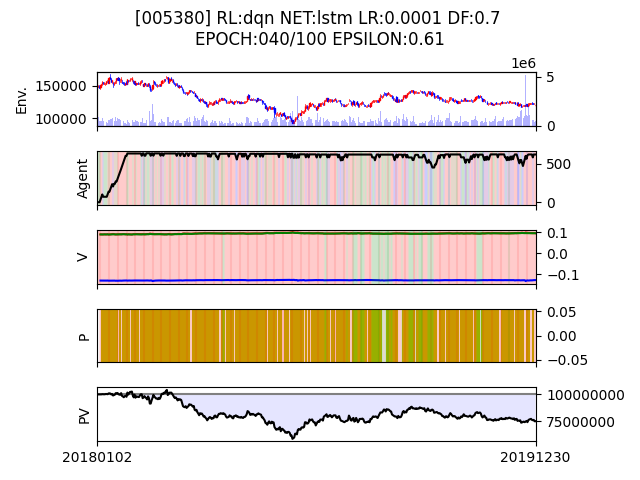 [005380] RL:dqn NET:lstm LR:0.0001 DF:0.7
EPOCH:040/100 EPSILON:0.61
1e6
Env.
150000
100000
5
0
Agent
500
0
V
0.1
0.0
−0.1
P
0.05
0.00
−0.05
PV
100000000
75000000
20180102
20191230